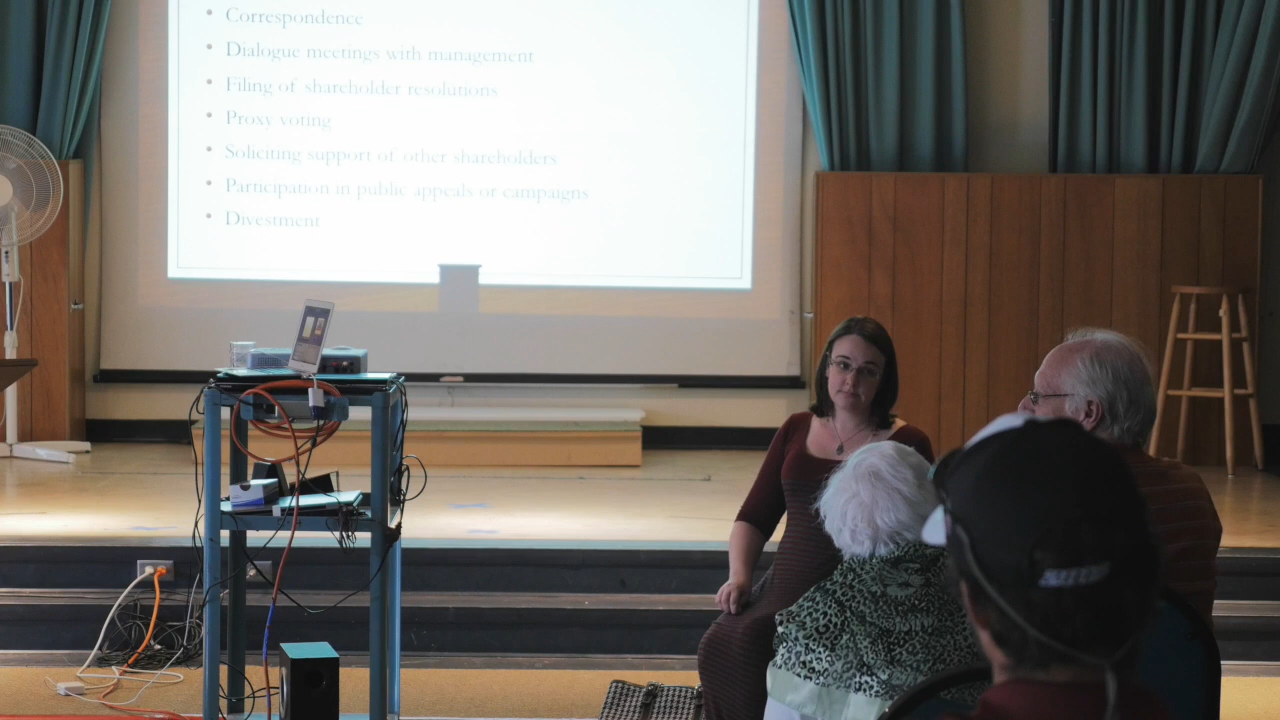 • Correspondence
• Dialogue meetings with management
• Filing of shareholder resolutions
• Proxy voting
• Soliciting support of other shareholders
• Participation in public appeals or campaigns
• Divestment